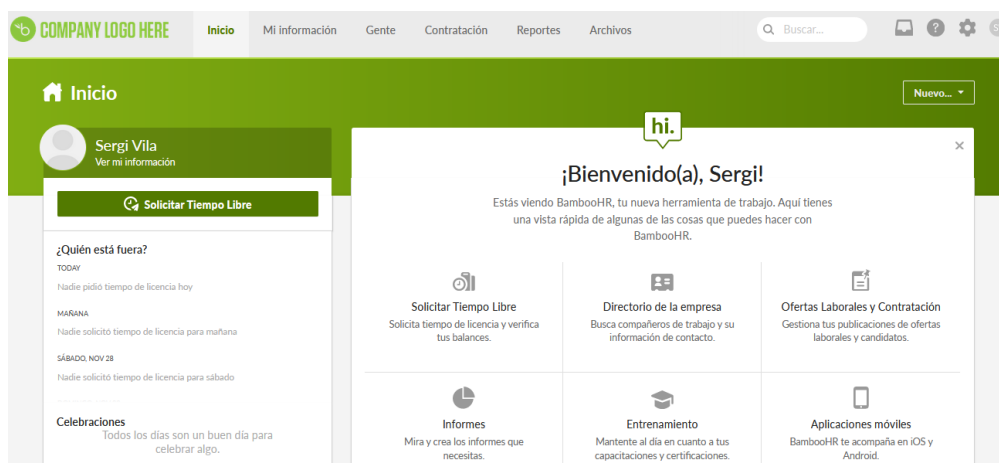 COMPANY LOGO HERE
Inicio
Mi información
Gente
Contratación
Reportes
Archivos
Buscar...
Inicio
Nuevo...
Sergi Vila
Ver mi información
Solicitar Tiempo Libre
¿Quién está fuera?
TODAY
Nadie pidió tiempo de licencia hoy
MAÑANA
Nadie solicitó tiempo de licencia para mañana
SÁBADO, NOV 28
Nadie solicitó tiempo de licencia para sábado
Celebraciones
Todos los días son un buen día para
celebrar algo.
hi.
¡Bienvenido(a), Sergi!
Estás viendo BambooHR, tu nueva herramienta de trabajo. Aquí tienes
una vista rápida de algunas de las cosas que puedes hacer con
BambooHR.
Solicitar Tiempo Libre
Solicita tiempo de licencia y verifica
tus balances.
Directorio de la empresa
Busca compañeros de trabajo y su
información de contacto.
Ofertas Laborales y Contratación
Gestiona tus publicaciones de ofertas
laborales y candidatos.
Informes
Mira y crea los informes que
necesitas.
Entrenamiento
Mantente al día en cuanto a tus
capacitaciones y certificaciones.
Aplicaciones móviles
BambooHR te acompaña en iOS y
Android.